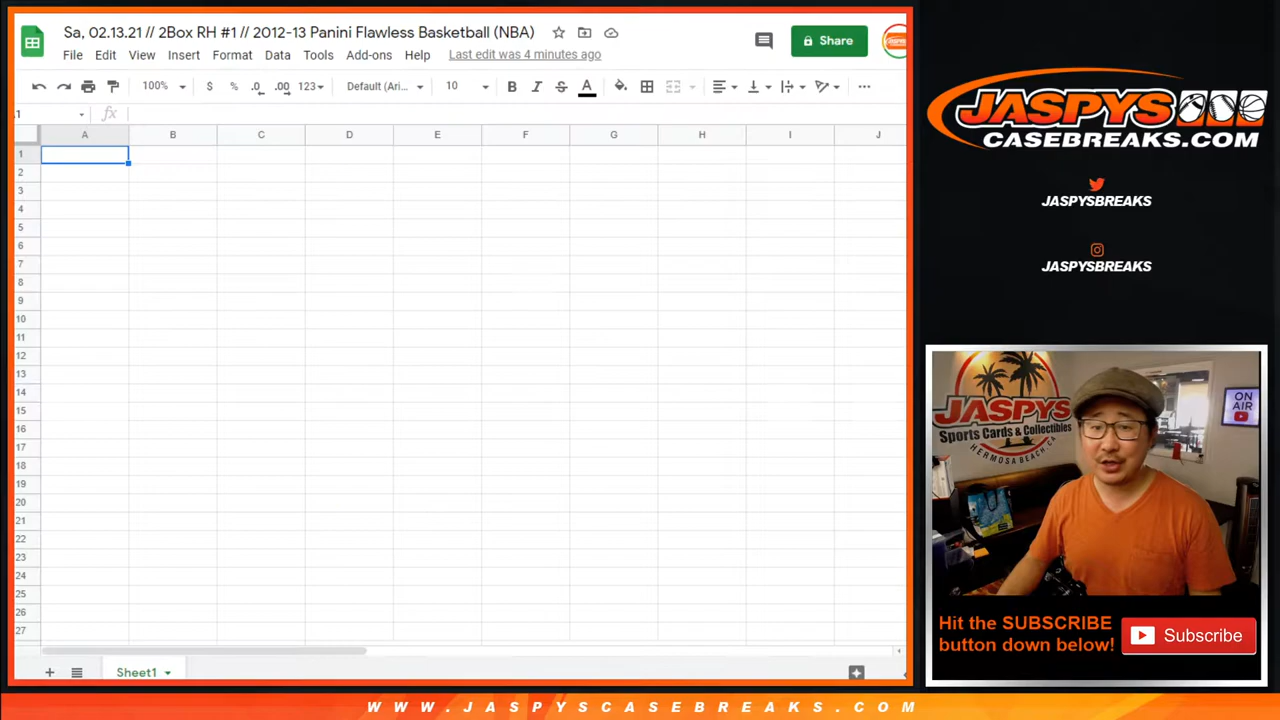 Sa, 02.13.21 // 2Box RH #1 // 2012-13 Panini Flawless Basketball (NBA)
File Edit View Insert Format Data Tools Add-ons Help Last edit was 4 minutes ago
Share
100% $ % .0 .00 123 Default (Ari... 10 B I S A
fx
A B C D E F G H I J
1
2
3
4
5
6
7
8
9
10
11
12
13
14
15
16
17
18
19
20
21
22
23
24
25
26
27
Sheet1
JASPYS
CASEBREAKS.COM
JASPYSBREAKS
JASPYSBREAKS
JASPYS
Sports Cards & Collectibles
HERMOSA BEACH, CA
ON
AIR
Hit the SUBSCRIBE
button down below!
Subscribe
WWW.JASPYSCASEBREAKS.COM